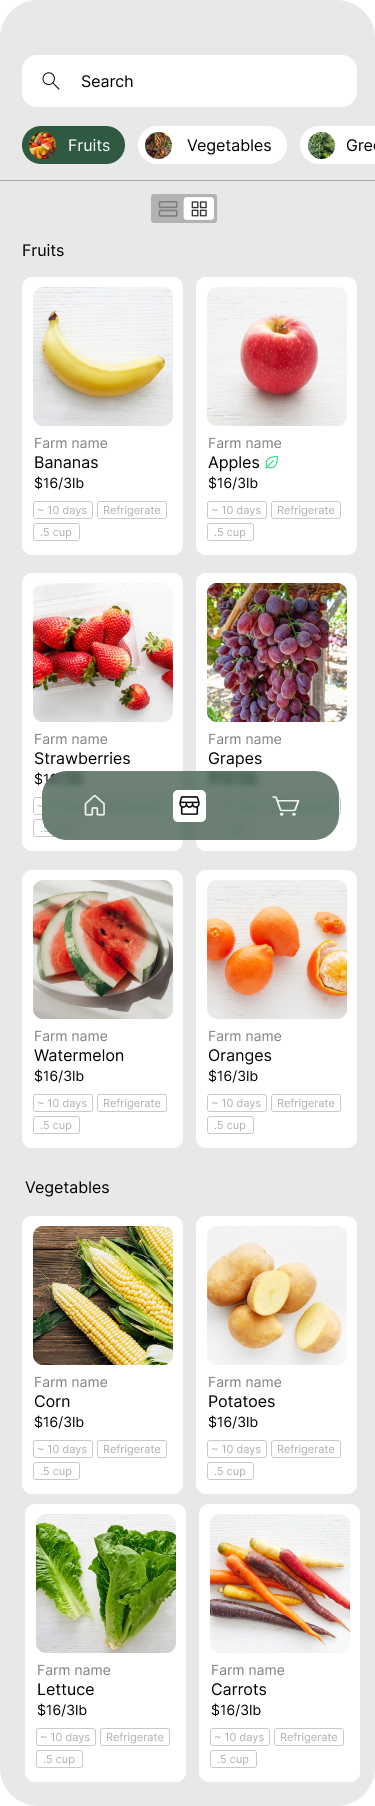 Search
Fruits Vegetables Gree
Fruits
Farm name
Bananas
$16/3lb
~ 10 days Refrigerate
.5 cup
Farm name
Apples
$16/3lb
~ 10 days Refrigerate
.5 cup
Farm name
Strawberries
Farm name
Grapes
Farm name
Watermelon
$16/3lb
~ 10 days Refrigerate
.5 cup
Farm name
Oranges
$16/3lb
~ 10 days Refrigerate
.5 cup
Vegetables
Farm name
Corn
$16/3lb
~ 10 days Refrigerate
.5 cup
Farm name
Potatoes
$16/3lb
~ 10 days Refrigerate
.5 cup
Farm name
Lettuce
$16/3lb
~ 10 days Refrigerate
.5 cup
Farm name
Carrots
$16/3lb
~ 10 days Refrigerate
.5 cup